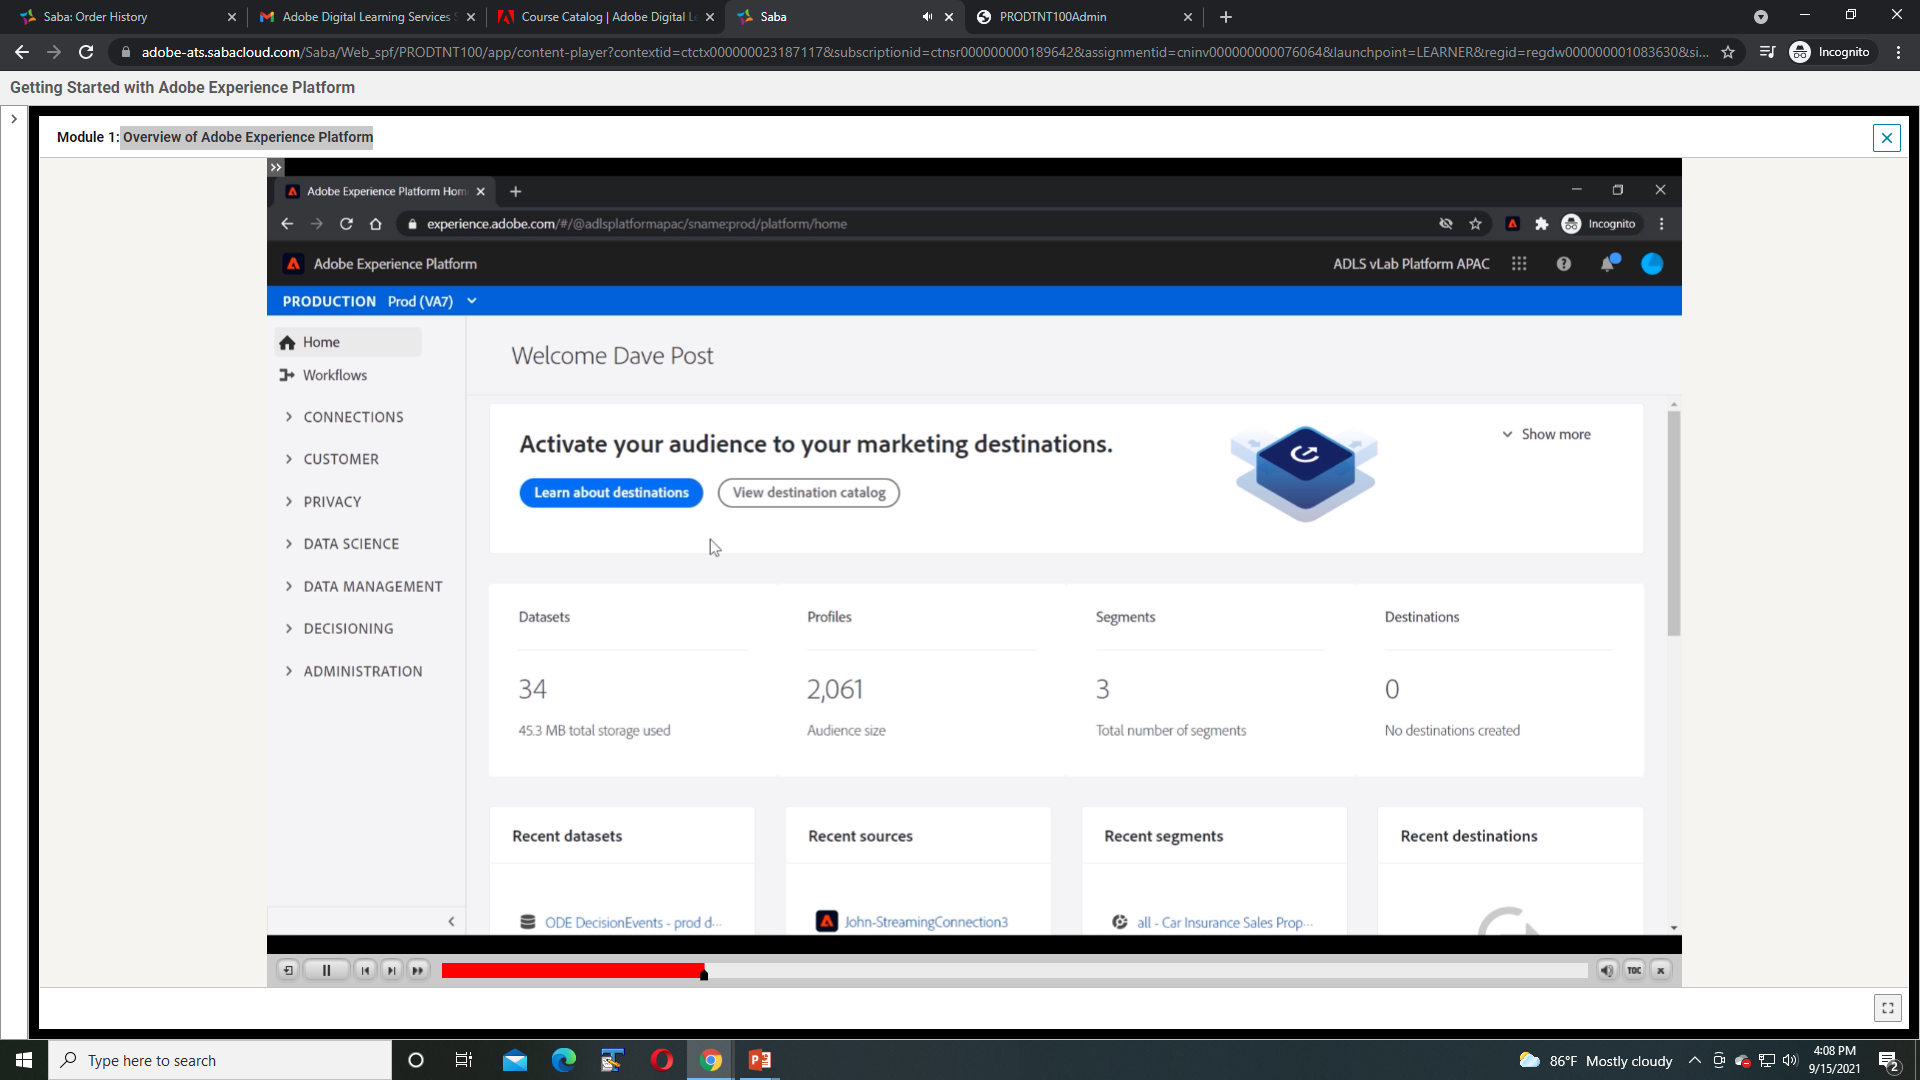 Saba: Order History
Adobe Digital Learning Services S
Course Catalog | Adobe Digital L
Saba
PRODTNT100Admin
adobe-ats.sabacloud.com/Saba/Web_spf/PRODTNT100/app/content-player?contextid=ctctx000000023187117&subscriptionid=ctnsr000000000189642&assignmentid=cninv000000000076064&launchpoint=LEARNER&regid=regdw000000001083630&si...
Incognito
Getting Started with Adobe Experience Platform
Module 1: Overview of Adobe Experience Platform
Adobe Experience Platform Hom
experience.adobe.com/#/@adlsplatformapac/sname:prod/platform/home
Incognito
Adobe Experience Platform
ADLS vLab Platform APAC
PRODUCTION Prod (VA7)
Home
Workflows
CONNECTIONS
CUSTOMER
PRIVACY
DATA SCIENCE
DATA MANAGEMENT
DECISIONING
ADMINISTRATION
Welcome Dave Post
Activate your audience to your marketing destinations.
Show more
Learn about destinations
View destination catalog
Datasets
34
45.3 MB total storage used
Profiles
2,061
Audience size
Segments
3
Total number of segments
Destinations
0
No destinations created
Recent datasets
ODE DecisionEvents - prod d...
Recent sources
John-StreamingConnection3
Recent segments
all - Car Insurance Sales Prop...
Recent destinations
TOC
Type here to search
86°F Mostly cloudy
4:08 PM
9/15/2021
2